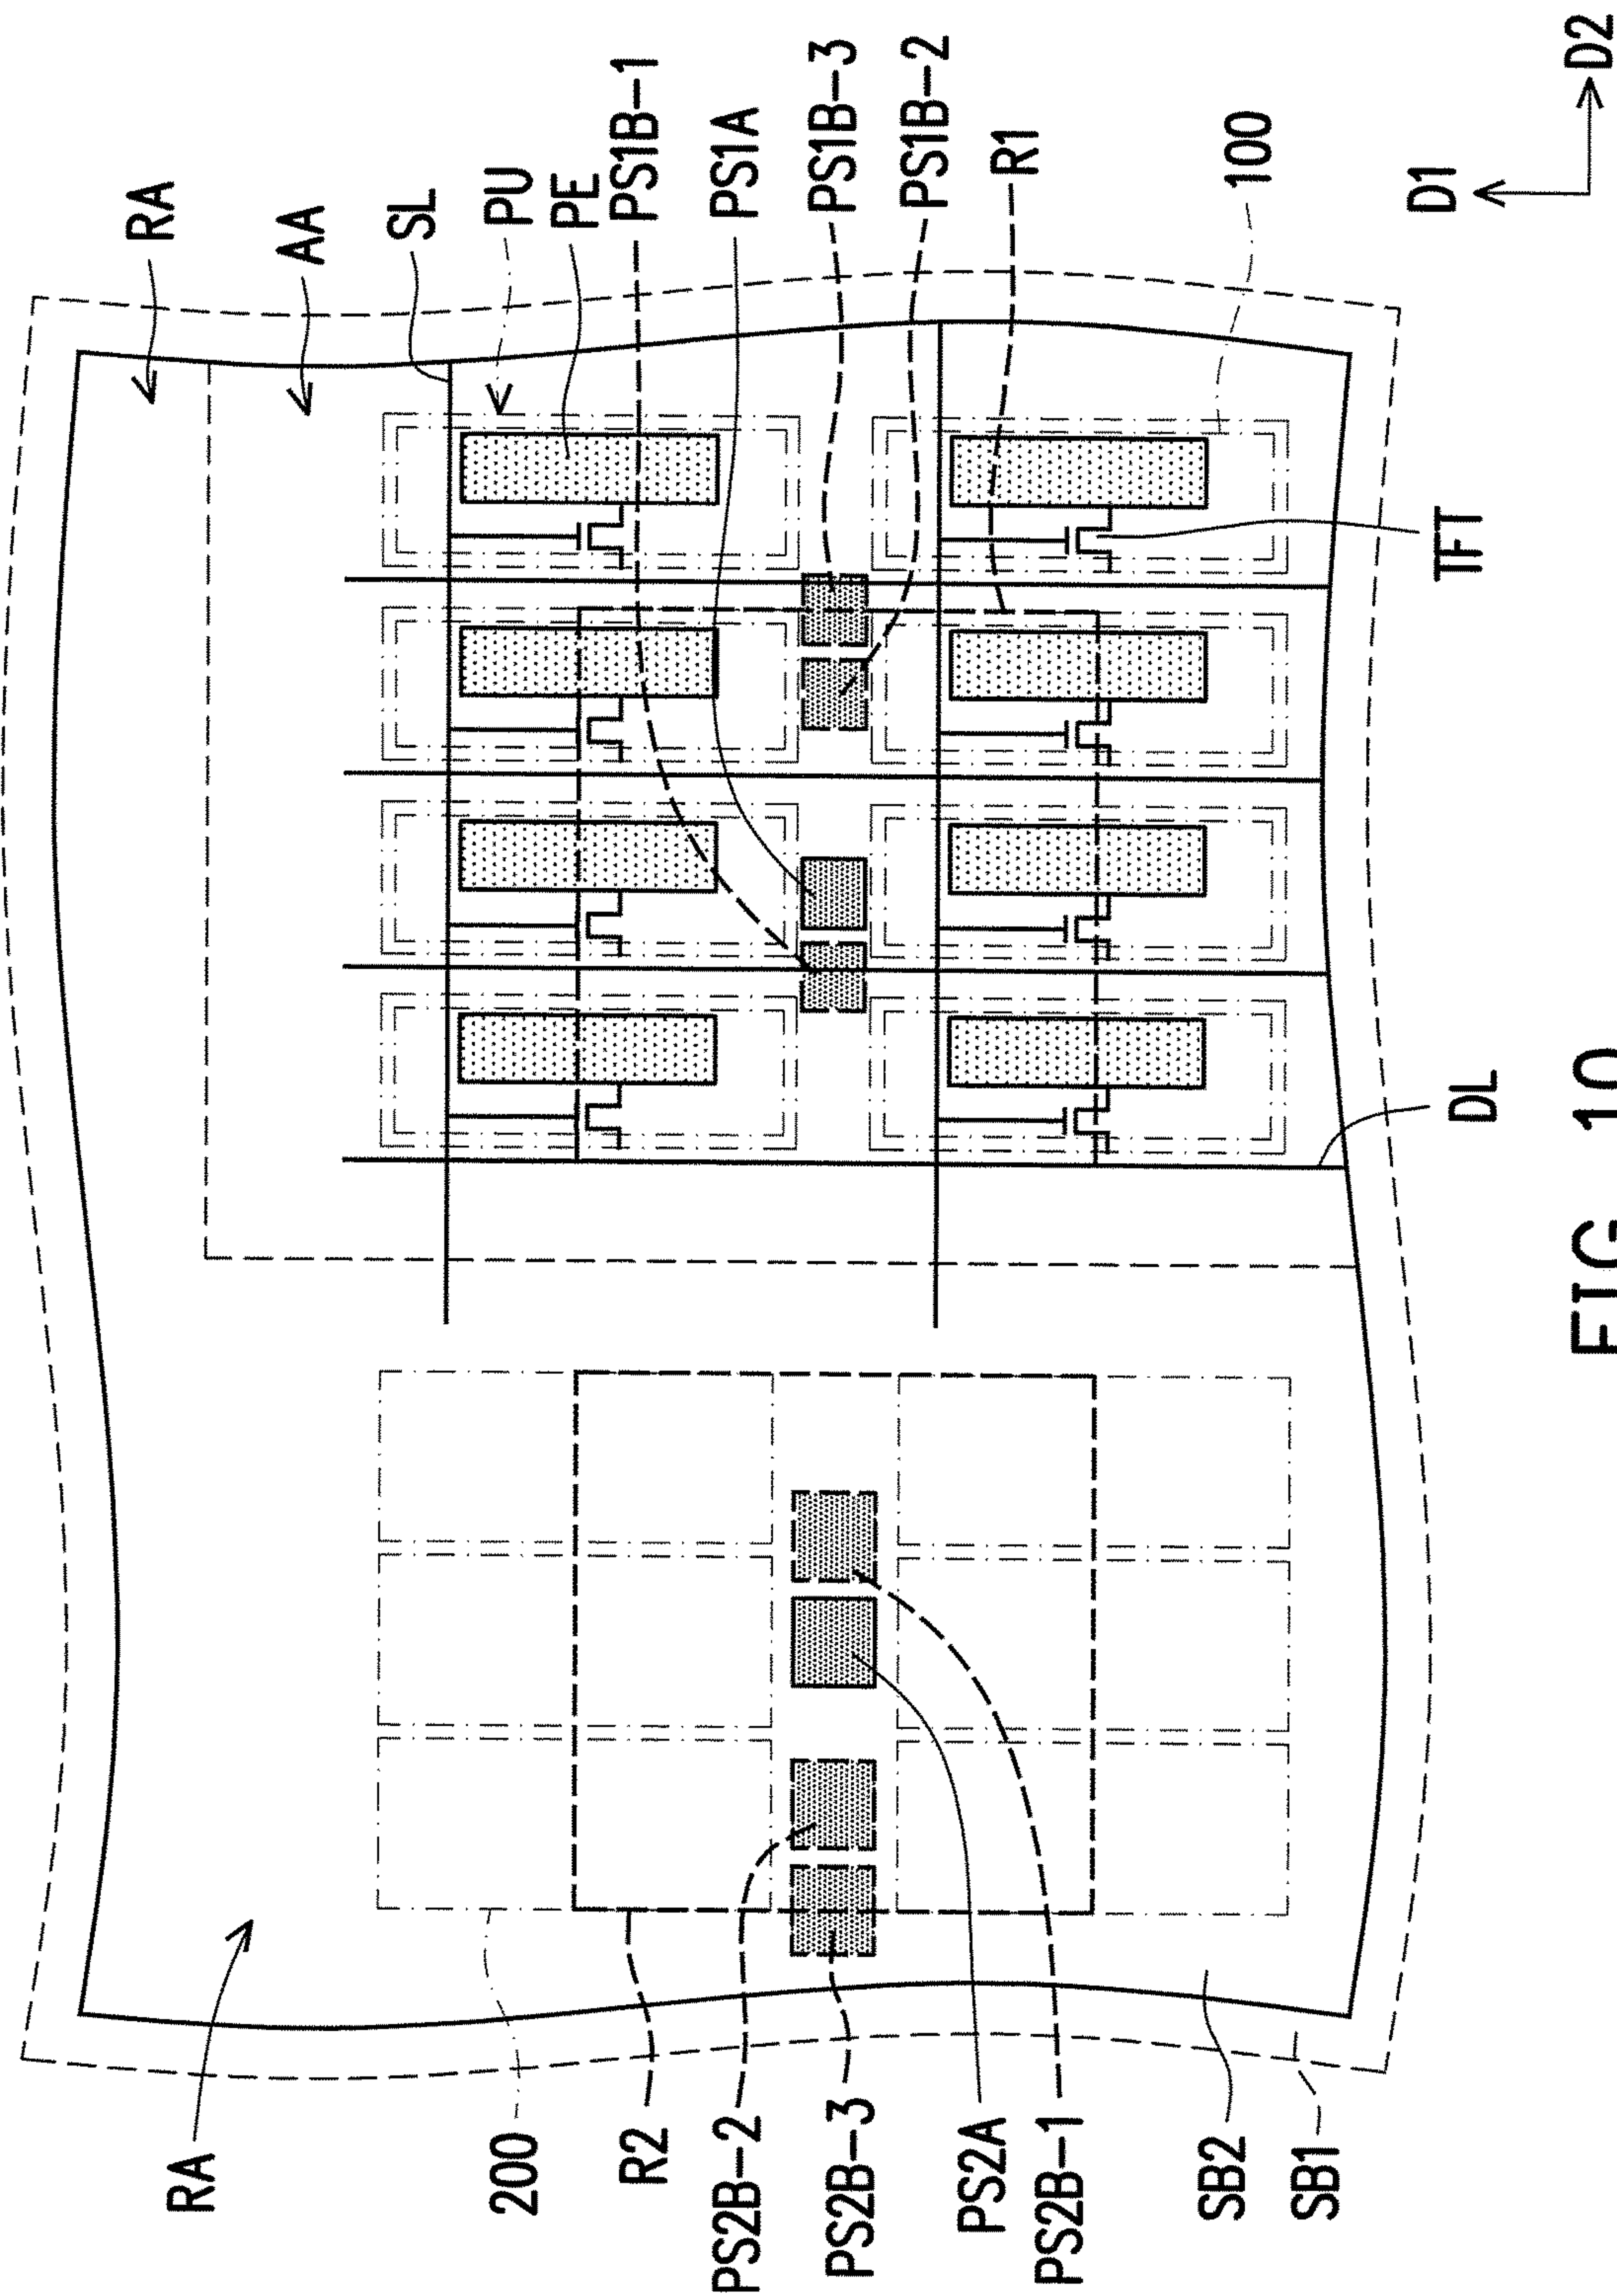 RA
200
R2
PS2B-2
PS2B-3
PS2A
PS2B-1
SB2
SB1
RA
AA
SL
PU
PE
PS1B-1
PS1A
PS1B-3
PS1B-2
R1
100
TFT
DL
D1
D2
FIG 10